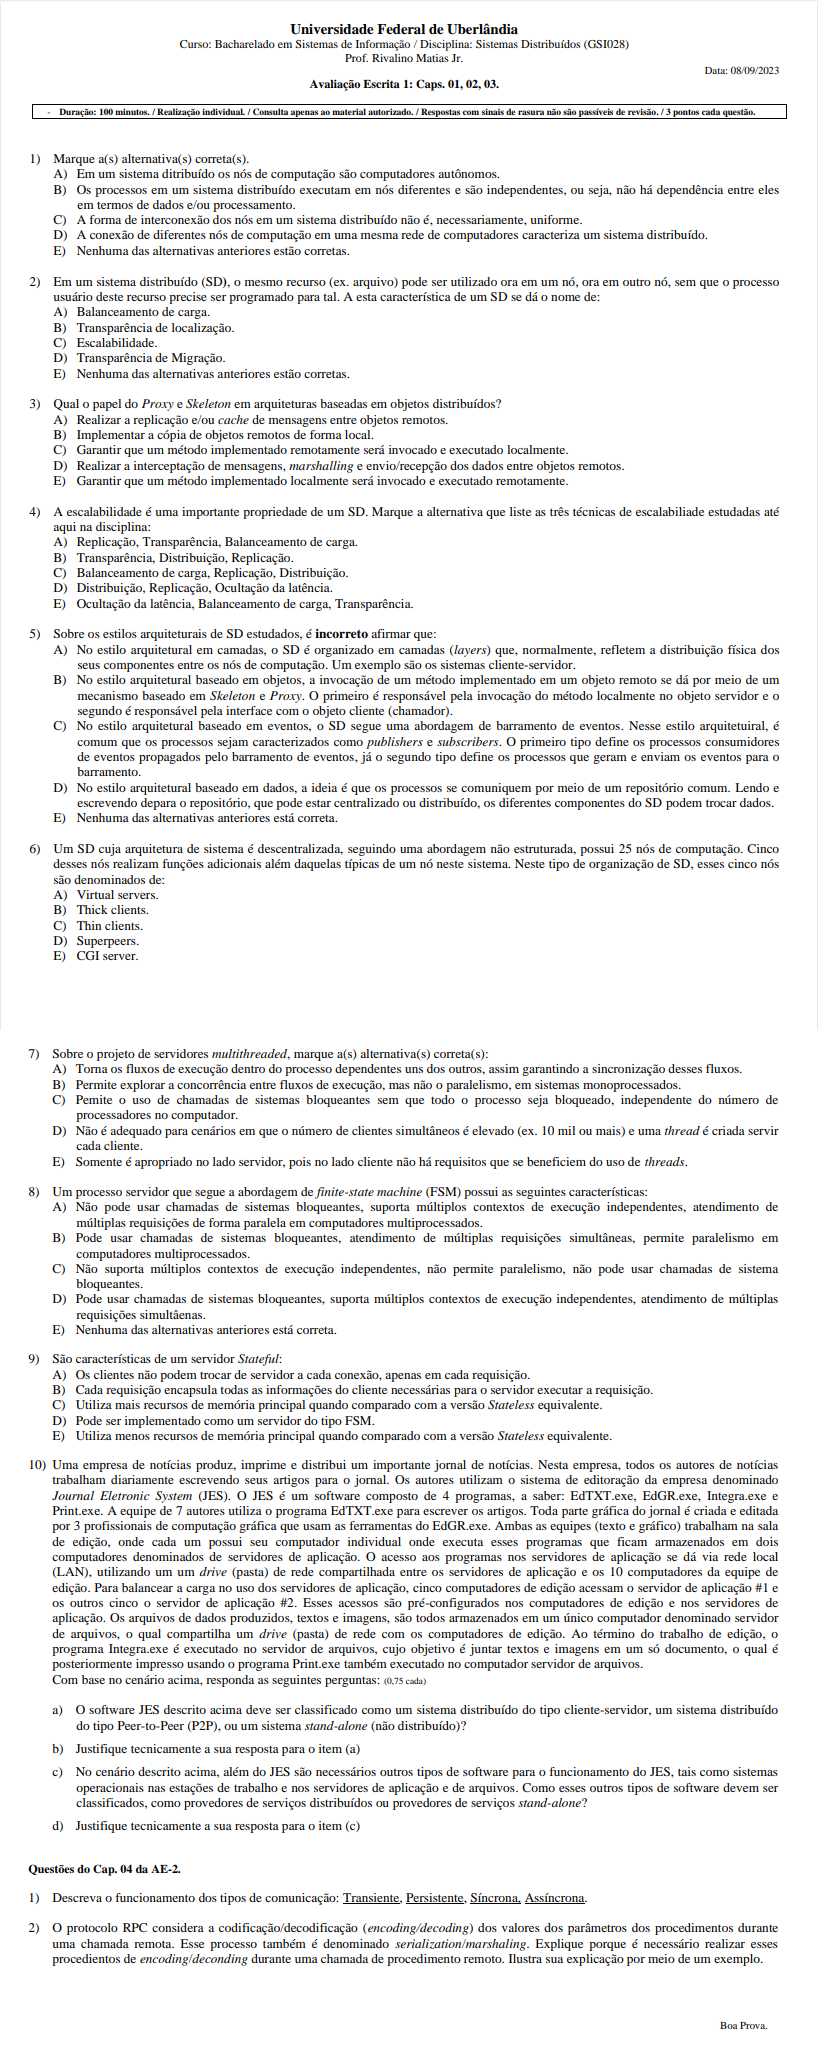 Universidade Federal de Uberlândia
Curso: Bacharelado em Sistemas de Informação / Disciplina: Sistemas Distribuídos (GSI028)
Prof. Rivalino Matias Jr.
Data: 08/09/2023
Avaliação Escrita 1: Caps. 01, 02, 03.
- Duração: 100 minutos. / Realização individual. / Consulta apenas ao material autorizado. / Respostas com sinais de rasura não são passíveis de revisão. / 3 pontos cada questão.
1) Marque a(s) alternativa(s) correta(s).
A) Em um sistema ditribuído os nós de computação são computadores autônomos.
B) Os processos em um sistema distribuído executam em nós diferentes e são independentes, ou seja, não há dependência entre eles
em termos de dados e/ou processamento.
C) A forma de interconexão dos nós em um sistema distribuído não é, necessariamente, uniforme.
D) A conexão de diferentes nós de computação em uma mesma rede de computadores caracteriza um sistema distribuído.
E) Nenhuma das alternativas anteriores estão corretas.
2) Em um sistema distribuído (SD), o mesmo recurso (ex. arquivo) pode ser utilizado ora em um nó, ora em outro nó, sem que o processo
usuário deste recurso precise ser programado para tal. A esta característica de um SD se dá o nome de:
A) Balanceamento de carga.
B) Transparência de localização.
C) Escalabilidade.
D) Transparência de Migração.
E) Nenhuma das alternativas anteriores estão corretas.
3) Qual o papel do Proxy e Skeleton em arquiteturas baseadas em objetos distribuídos?
A) Realizar a replicação e/ou cache de mensagens entre objetos remotos.
B) Implementar a cópia de objetos remotos de forma local.
C) Garantir que um método implementado remotamente será invocado e executado localmente.
D) Realizar a interceptação de mensagens, marshalling e envio/recepção dos dados entre objetos remotos.
E) Garantir que um método implementado localmente será invocado e executado remotamente.
4) A escalabilidade é uma importante propriedade de um SD. Marque a alternativa que liste as três técnicas de escalabiliade estudadas até
aqui na disciplina:
A) Replicação, Transparência, Balanceamento de carga.
B) Transparência, Distribuição, Replicação.
C) Balanceamento de carga, Replicação, Distribuição.
D) Distribuição, Replicação, Ocultação da latência.
E) Ocultação da latência, Balanceamento de carga, Transparência.
5) Sobre os estilos arquiteturais de SD estudados, é incorreto afirmar que:
A) No estilo arquitetural em camadas, o SD é organizado em camadas (layers) que, normalmente, refletem a distribuição física dos
seus componentes entre os nós de computação. Um exemplo são os sistemas cliente-servidor.
B) No estilo arquitetural baseado em objetos, a invocação de um método implementado em um objeto remoto se dá por meio de um
mecanismo baseado em Skeleton e Proxy. O primeiro é responsável pela invocação do método localmente no objeto servidor e o
segundo é responsável pela interface com o objeto cliente (chamador).
C) No estilo arquitetural baseado em eventos, o SD segue uma abordagem de barramento de eventos. Nesse estilo arquitetuiral, é
comum que os processos sejam caracterizados como publishers e subscribers. O primeiro tipo define os processos consumidores
de eventos propagados pelo barramento de eventos, já o segundo tipo define os processos que geram e enviam os eventos para o
barramento.
D) No estilo arquitetural baseado em dados, a ideia é que os processos se comuniquem por meio de um repositório comum. Lendo e
escrevendo depara o repositório, que pode estar centralizado ou distribuído, os diferentes componentes do SD podem trocar dados.
E) Nenhuma das alternativas anteriores está correta.
6) Um SD cuja arquitetura de sistema é descentralizada, seguindo uma abordagem não estruturada, possui 25 nós de computação. Cinco
desses nós realizam funções adicionais além daquelas típicas de um nó neste sistema. Neste tipo de organização de SD, esses cinco nós
são denominados de:
A) Virtual servers.
B) Thick clients.
C) Thin clients.
D) Superpeers.
E) CGI server.
7) Sobre o projeto de servidores multithreaded, marque a(s) alternativa(s) correta(s):
A) Torna os fluxos de execução dentro do processo dependentes uns dos outros, assim garantindo a sincronização desses fluxos.
B) Permite explorar a concorrência entre fluxos de execução, mas não o paralelismo, em sistemas monoprocessados.
C) Pemite o uso de chamadas de sistemas bloqueantes sem que todo o processo seja bloqueado, independente do número de
processadores no computador.
D) Não é adequado para cenários em que o número de clientes simultâneos é elevado (ex. 10 mil ou mais) e uma thread é criada servir
cada cliente.
E) Somente é apropriado no lado servidor, pois no lado cliente não há requisitos que se beneficiem do uso de threads.
8) Um processo servidor que segue a abordagem de finite-state machine (FSM) possui as seguintes características:
A) Não pode usar chamadas de sistemas bloqueantes, suporta múltiplos contextos de execução independentes, atendimento de
múltiplas requisições de forma paralela em computadores multiprocessados.
B) Pode usar chamadas de sistemas bloqueantes, atendimento de múltiplas requisições simultâneas, permite paralelismo em
computadores multiprocessados.
C) Não suporta múltiplos contextos de execução independentes, não permite paralelismo, não pode usar chamadas de sistema
bloqueantes.
D) Pode usar chamadas de sistemas bloqueantes, suporta múltiplos contextos de execução independentes, atendimento de múltiplas
requisições simultâenas.
E) Nenhuma das alternativas anteriores está correta.
9) São características de um servidor Stateful:
A) Os clientes não podem trocar de servidor a cada conexão, apenas em cada requisição.
B) Cada requisição encapsula todas as informações do cliente necessárias para o servidor executar a requisição.
C) Utiliza mais recursos de memória principal quando comparado com a versão Stateless equivalente.
D) Pode ser implementado como um servidor do tipo FSM.
E) Utiliza menos recursos de memória principal quando comparado com a versão Stateless equivalente.
10) Uma empresa de notícias produz, imprime e distribui um importante jornal de notícias. Nesta empresa, todos os autores de notícias
trabalham diariamente escrevendo seus artigos para o jornal. Os autores utilizam o sistema de editoração da empresa denominado
Journal Eletronic System (JES). O JES é um software composto de 4 programas, a saber: EdTXT.exe, EdGR.exe, Integra.exe e
Print.exe. A equipe de 7 autores utiliza o programa EdTXT.exe para escrever os artigos. Toda parte gráfica do jornal é criada e editada
por 3 profissionais de computação gráfica que usam as ferramentas do EdGR.exe. Ambas as equipes (texto e gráfico) trabalham na sala
de edição, onde cada um possui seu computador individual onde executa esses programas que ficam armazenados em dois
computadores denominados de servidores de aplicação. O acesso aos programas nos servidores de aplicação se dá via rede local
(LAN), utilizando um um drive (pasta) de rede compartilhada entre os servidores de aplicação e os 10 computadores da equipe de
edição. Para balancear a carga no uso dos servidores de aplicação, cinco computadores de edição acessam o servidor de aplicação #1 e
os outros cinco o servidor de aplicação #2. Esses acessos são pré-configurados nos computadores de edição e nos servidores de
aplicação. Os arquivos de dados produzidos, textos e imagens, são todos armazenados em um único computador denominado servidor
de arquivos, o qual compartilha um drive (pasta) de rede com os computadores de edição. Ao término do trabalho de edição, o
programa Integra.exe é executado no servidor de arquivos, cujo objetivo é juntar textos e imagens em um só documento, o qual é
posteriormente impresso usando o programa Print.exe também executado no computador servidor de arquivos.
Com base no cenário acima, responda as seguintes perguntas: (0,75 cada)
a) O software JES descrito acima deve ser classificado como um sistema distribuído do tipo cliente-servidor, um sistema distribuído
do tipo Peer-to-Peer (P2P), ou um sistema stand-alone (não distribuído)?
b) Justifique tecnicamente a sua resposta para o item (a)
c) No cenário descrito acima, além do JES são necessários outros tipos de software para o funcionamento do JES, tais como sistemas
operacionais nas estações de trabalho e nos servidores de aplicação e de arquivos. Como esses outros tipos de software devem ser
classificados, como provedores de serviços distribuídos ou provedores de serviços stand-alone?
d) Justifique tecnicamente a sua resposta para o item (c)
Questões do Cap. 04 da AE-2.
1) Descreva o funcionamento dos tipos de comunicação: Transiente, Persistente, Síncrona, Assíncrona.
2) O protocolo RPC considera a codificação/decodificação (encoding/decoding) dos valores dos parâmetros dos procedimentos durante
uma chamada remota. Esse processo também é denominado serialization/marshaling. Explique porque é necessário realizar esses
procedientos de encoding/deconding durante uma chamada de procedimento remoto. Ilustra sua explicação por meio de um exemplo.
Boa Prova.